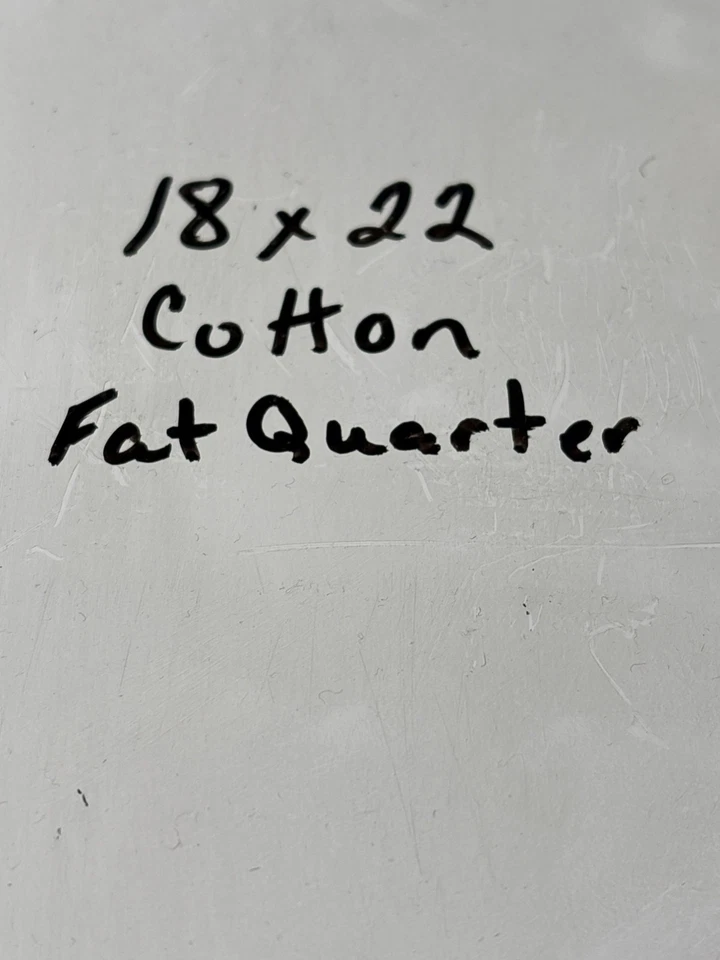 18 x 22
Cotton
Fat Quarter